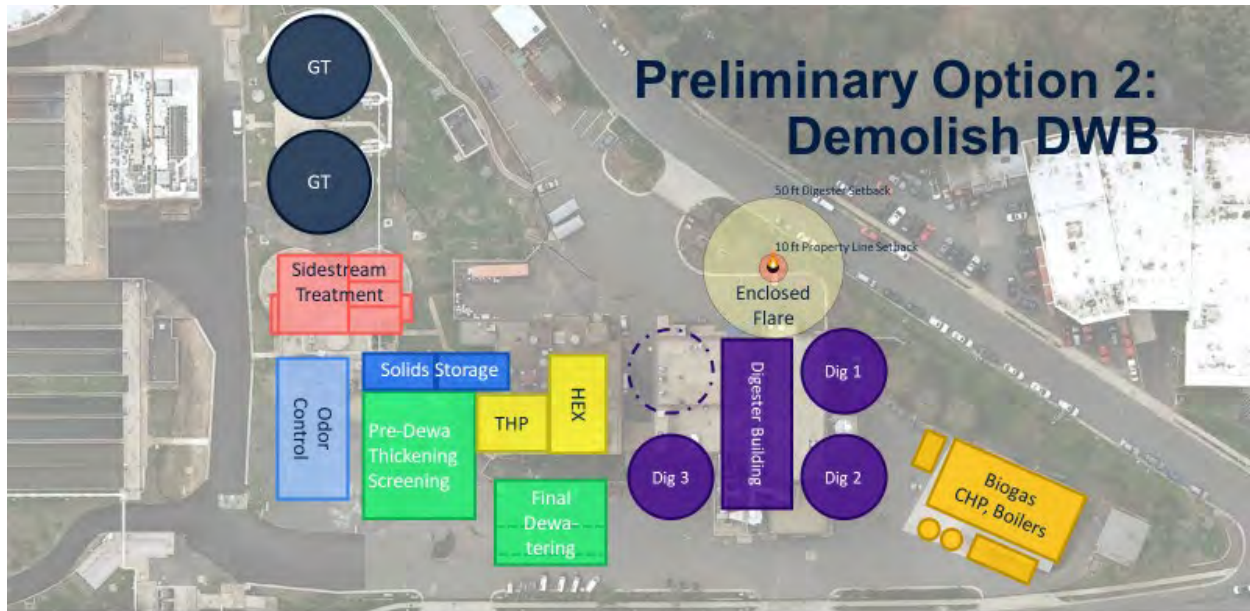 GT
Preliminary Option 2:
Demolish DWB
GT
50 ft Digester Setback
10 ft Property Line Setback
Sidestream
Treatment
Enclosed
Flare
Solids Storage
Odor
Control
THP
HEX
Pre-Dewa
Thickening
Screening
Digester Building
Dig 1
Dig 2
Dig 3
Final
Dewa-
tering
Biogas
CHP, Boilers